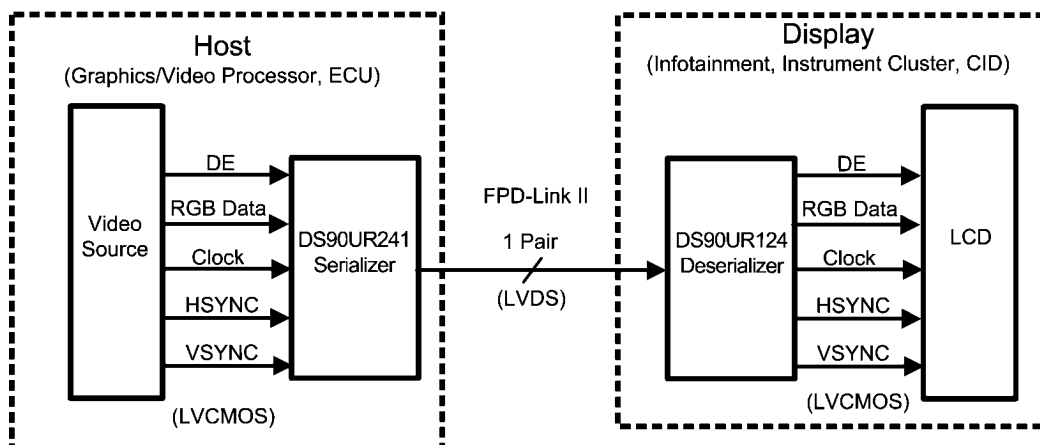 Host
(Graphics/Video Processor, ECU)
Video
Source
DE
RGB Data
Clock
HSYNC
VSYNC
(LVCMOS)
DS90UR241
Serializer
FPD-Link II
1 Pair
(LVDS)
Display
(Infotainment, Instrument Cluster, CID)
DS90UR124
Deserializer
DE
RGB Data
Clock
HSYNC
VSYNC
(LVCMOS)
LCD